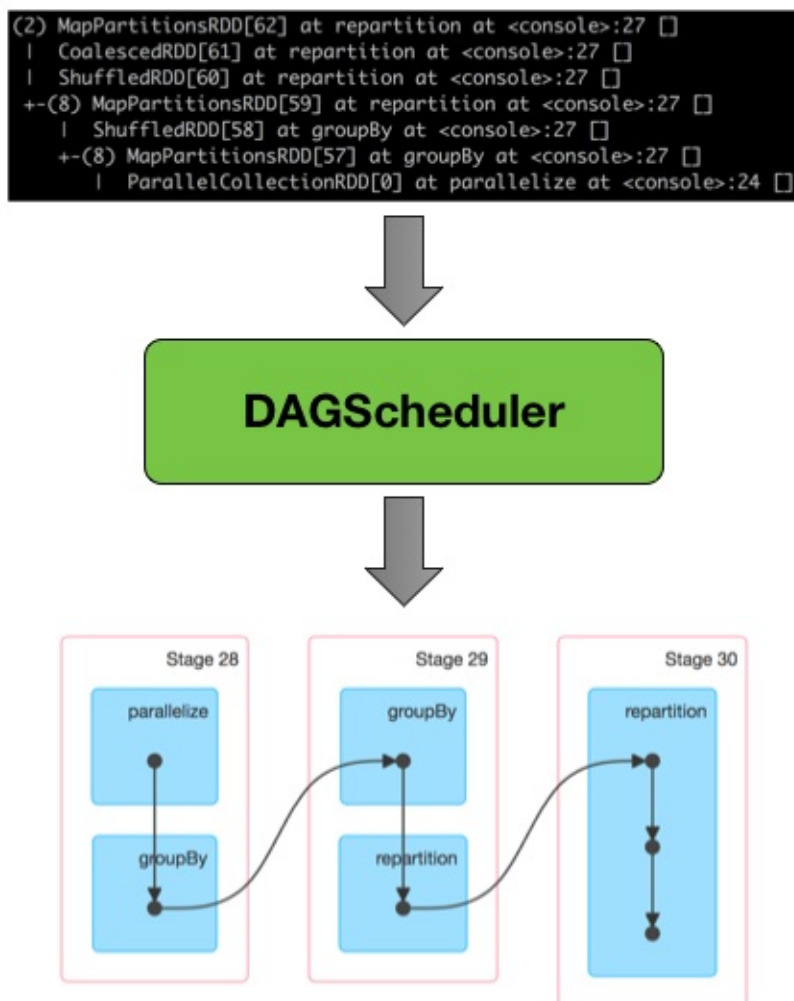 (2) MapPartitionsRDD[62] at repartition at <console>:27 []
 |  CoalescedRDD[61] at repartition at <console>:27 []
 |  ShuffledRDD[60] at repartition at <console>:27 []
 +-(8) MapPartitionsRDD[59] at repartition at <console>:27 []
    |  ShuffledRDD[58] at groupBy at <console>:27 []
    +-(8) MapPartitionsRDD[57] at groupBy at <console>:27 []
       |  ParallelCollectionRDD[0] at parallelize at <console>:24 []
DAGScheduler
Stage 28
parallelize
groupBy
Stage 29
groupBy
repartition
Stage 30
repartition